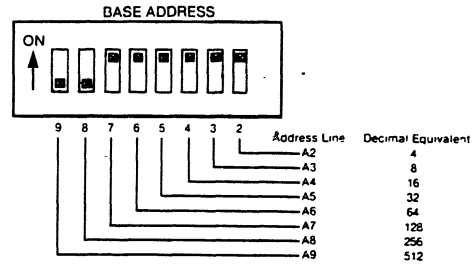 BASE ADDRESS
ON
9 8 7 6 5 4 3 2
Address Line Decimal Equivalent
A2 4
A3 8
A4 16
A5 32
A6 64
A7 128
A8 256
A9 512